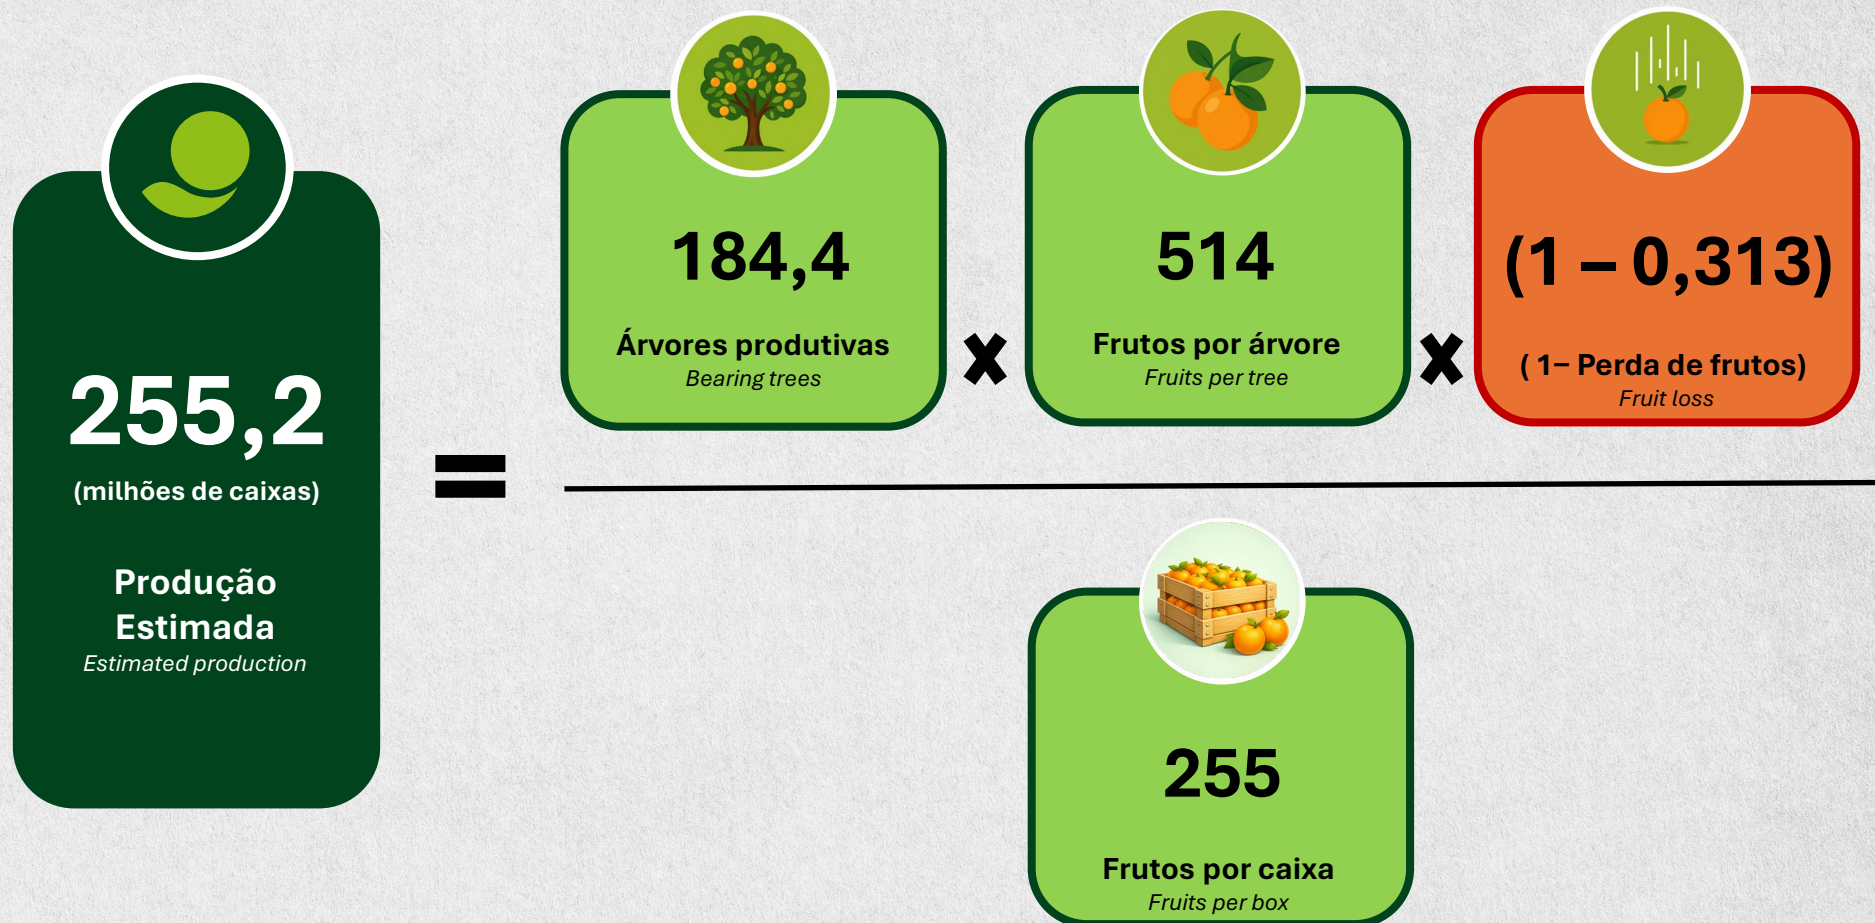 255,2
(milhões de caixas)
Produção
Estimada
Estimated production
=
184,4
Árvores produtivas
Bearing trees
x
514
Frutos por árvore
Fruits per tree
x
(1 – 0,313)
( 1– Perda de frutos)
Fruit loss
255
Frutos por caixa
Fruits per box